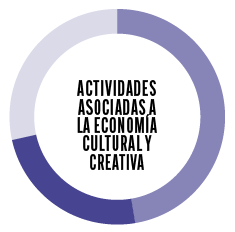 ACTIVIDADES
ASOCIADAS A
LA ECONOMÍA
CULTURAL Y
CREATIVA